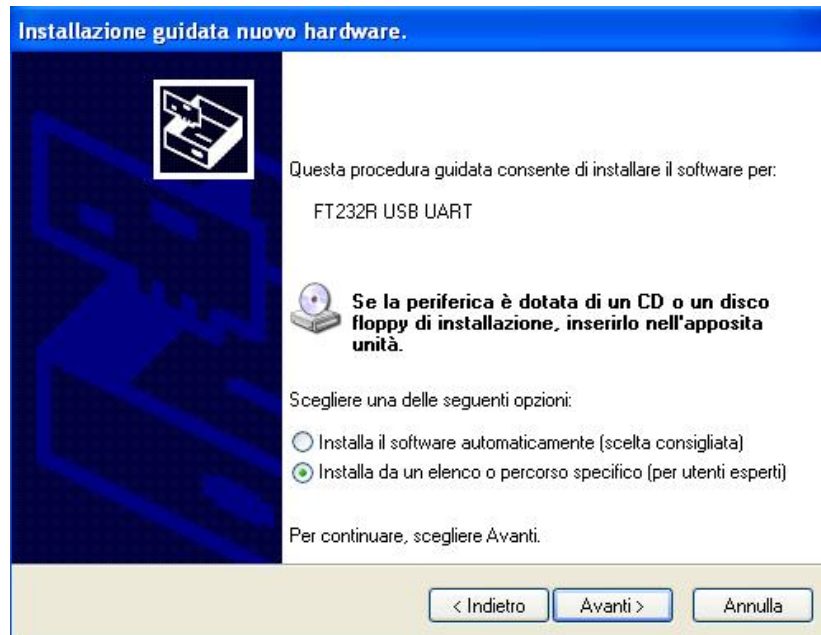 Installazione guidata nuovo hardware.
Questa procedura guidata consente di installare il software per:
FT232R USB UART
Se la periferica è dotata di un CD o un disco
floppy di installazione, inserirlo nell'apposita
unità.
Scegliere una delle seguenti opzioni:
Installa il software automaticamente (scelta consigliata)
Installa da un elenco o percorso specifico (per utenti esperti)
Per continuare, scegliere Avanti.
< Indietro Avanti > Annulla